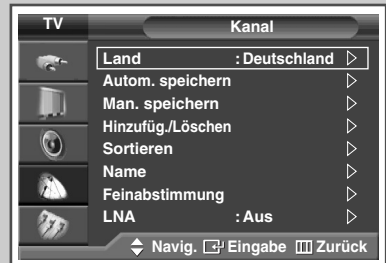 TV Kanal
Land : Deutschland
Autom. speichern
Man. speichern
Hinzufüg./Löschen
Sortieren
Name
Feinabstimmung
LNA : Aus
Navig. Eingabe Zurück